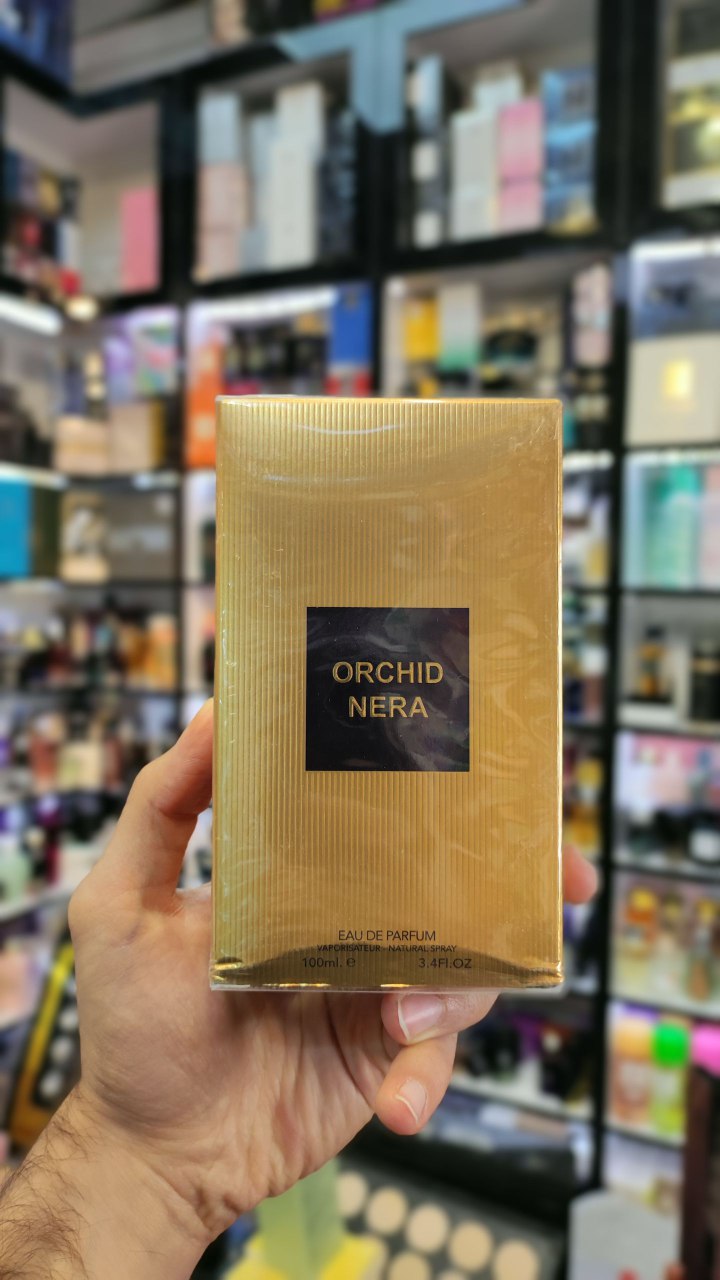 ORCHID
NERA
EAU DE PARFUM
VAPORISATEUR - NATURAL SPRAY
100ml. ℮ 3.4Fl.OZ